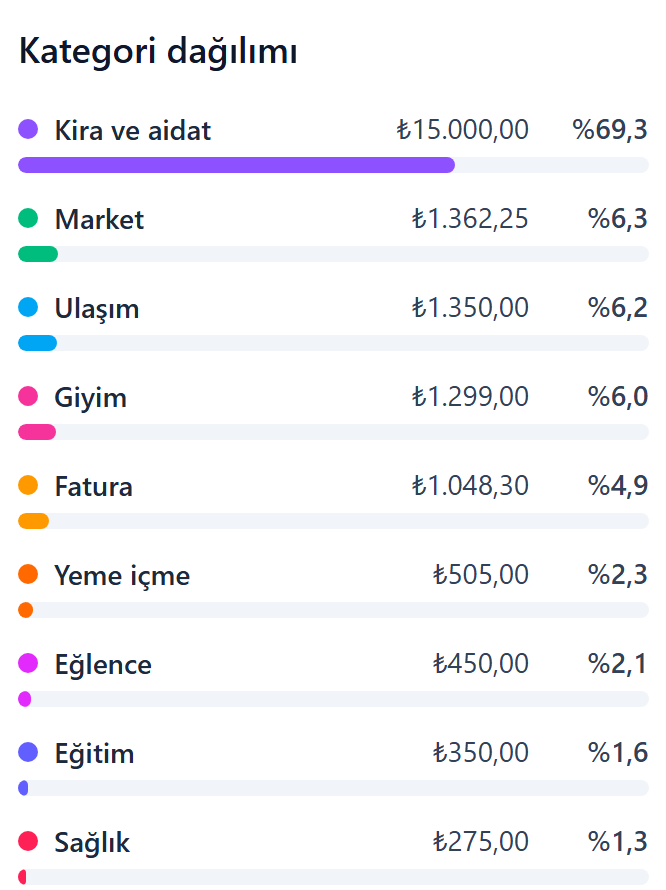 Kategori dağılımı
Kira ve aidat ₺15.000,00 %69,3
Market ₺1.362,25 %6,3
Ulaşım ₺1.350,00 %6,2
Giyim ₺1.299,00 %6,0
Fatura ₺1.048,30 %4,9
Yeme içme ₺505,00 %2,3
Eğlence ₺450,00 %2,1
Eğitim ₺350,00 %1,6
Sağlık ₺275,00 %1,3